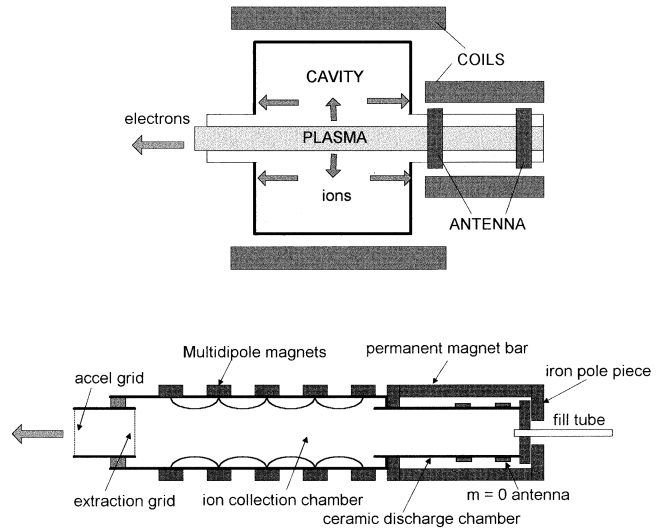 COILS
CAVITY
electrons
PLASMA
ions
ANTENNA
Multidipole magnets
permanent magnet bar
accel grid
iron pole piece
fill tube
extraction grid
ion collection chamber
m = 0 antenna
ceramic discharge chamber